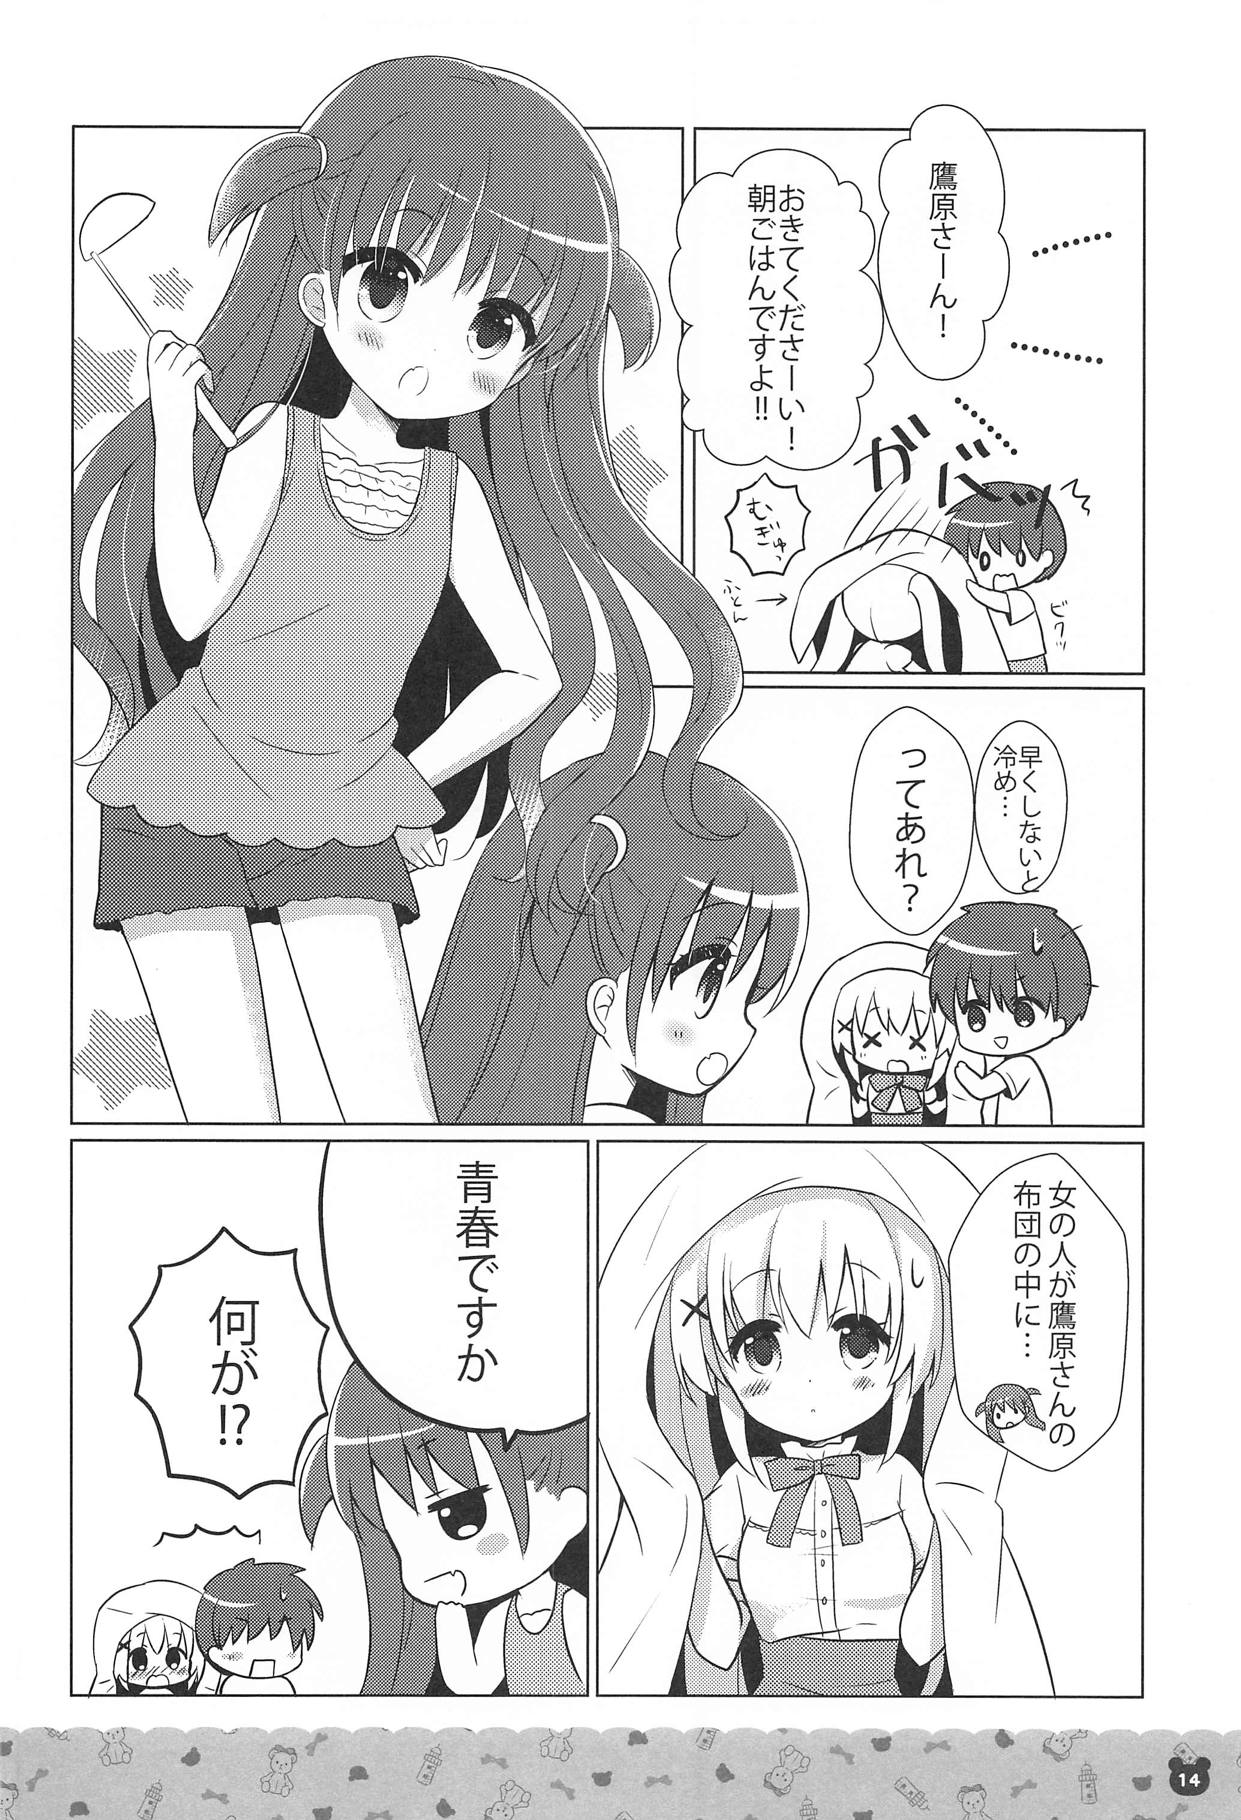 鷹原さーん！
おきてくださーい！
朝ごはんですよ!!
ガバッ
ビクッ
むぎゅっ
ふとん
→
早くしないと
冷め…
ってあれ？
女の人が鷹原さんの
布団の中に…
青春ですか
何が!?
14